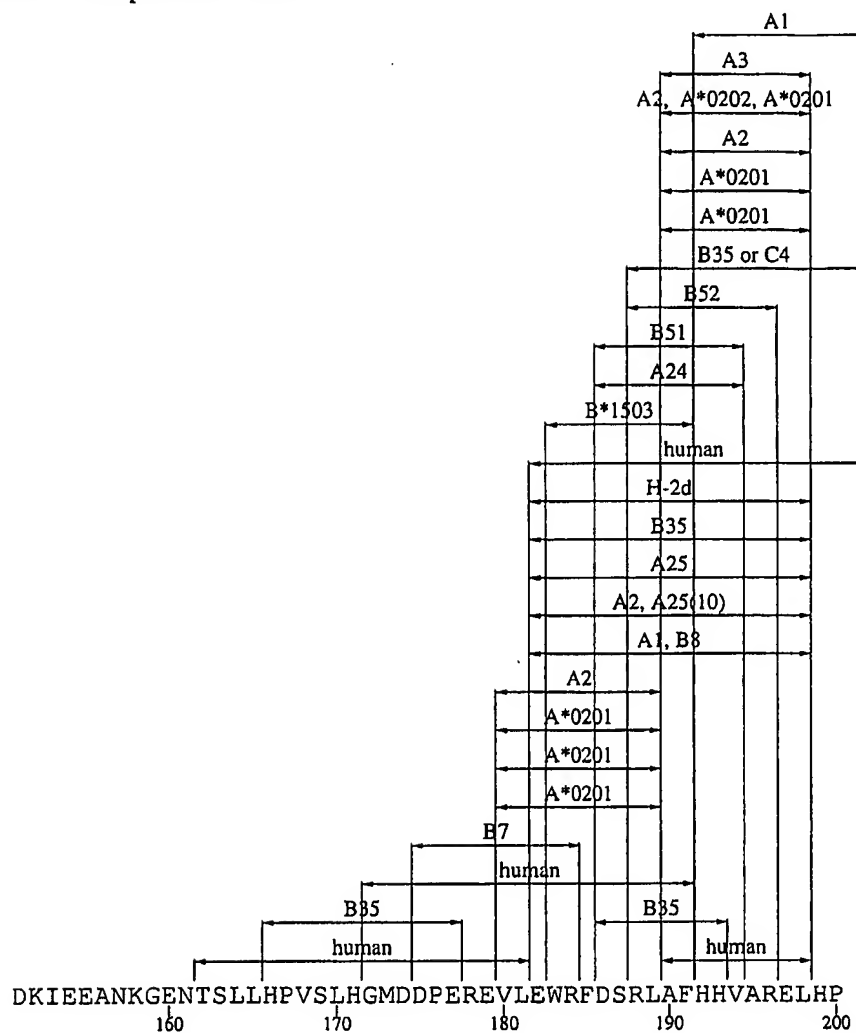 A1
A3
A2, A*0202, A*0201
A2
A*0201
A*0201
B35 or C4
B52
B51
A24
B*1503
human
H-2d
B35
A25
A2, A25(10)
A1, B8
A2
A*0201
A*0201
A*0201
B7
human
B35 B35
human human
DKIEEANKGENTSLLHPVSLHGMDDPEREVLEWRFDSRLAFHHVARELHP
160 170 180 190 200